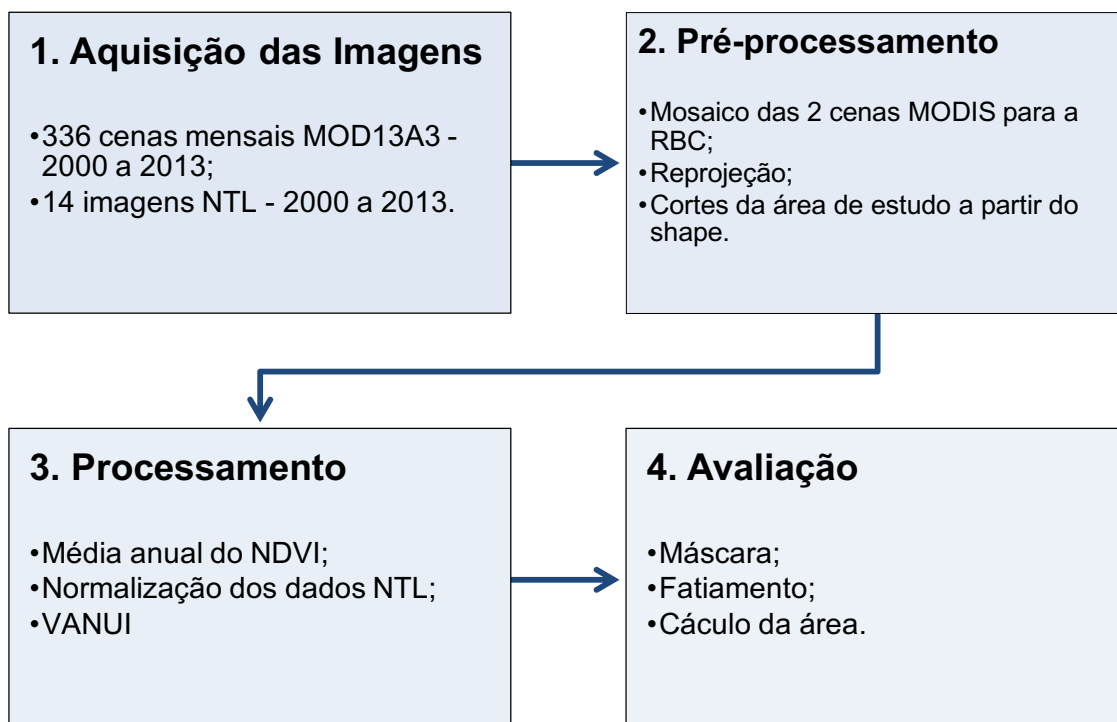 1. Aquisição das Imagens
•336 cenas mensais MOD13A3 -
2000 a 2013;
•14 imagens NTL - 2000 a 2013.
2. Pré-processamento
•Mosaico das 2 cenas MODIS para a
RBC;
•Reprojeção;
•Cortes da área de estudo a partir do
shape.
3. Processamento
•Média anual do NDVI;
•Normalização dos dados NTL;
•VANUI
4. Avaliação
•Máscara;
•Fatiamento;
•Cáculo da área.